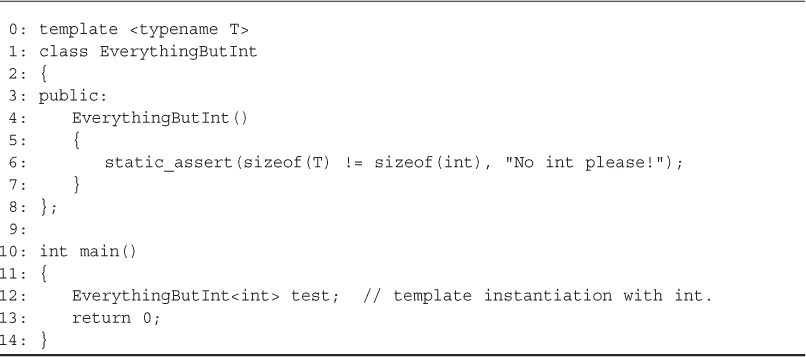 0: template <typename T>
1: class EverythingButInt
2: {
3: public:
4:    EverythingButInt()
5:    {
6:       static_assert(sizeof(T) != sizeof(int), "No int please!");
7:    }
8: };
9:
10: int main()
11: {
12:    EverythingButInt<int> test;  // template instantiation with int.
13:    return 0;
14: }